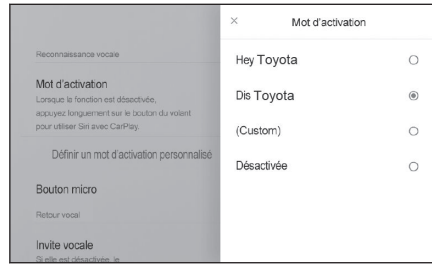 Reconnaissance vocale
Mot d'activation
Lorsque la fonction est désactivée,
appuyez longuement sur le bouton du volant
pour utiliser Siri avec CarPlay.
Définir un mot d'activation personnalisé
Bouton micro
Retour vocal
Invite vocale
Si elle est désactivée, le
× Mot d'activation
Hey Toyota
Dis Toyota
(Custom)
Désactivée